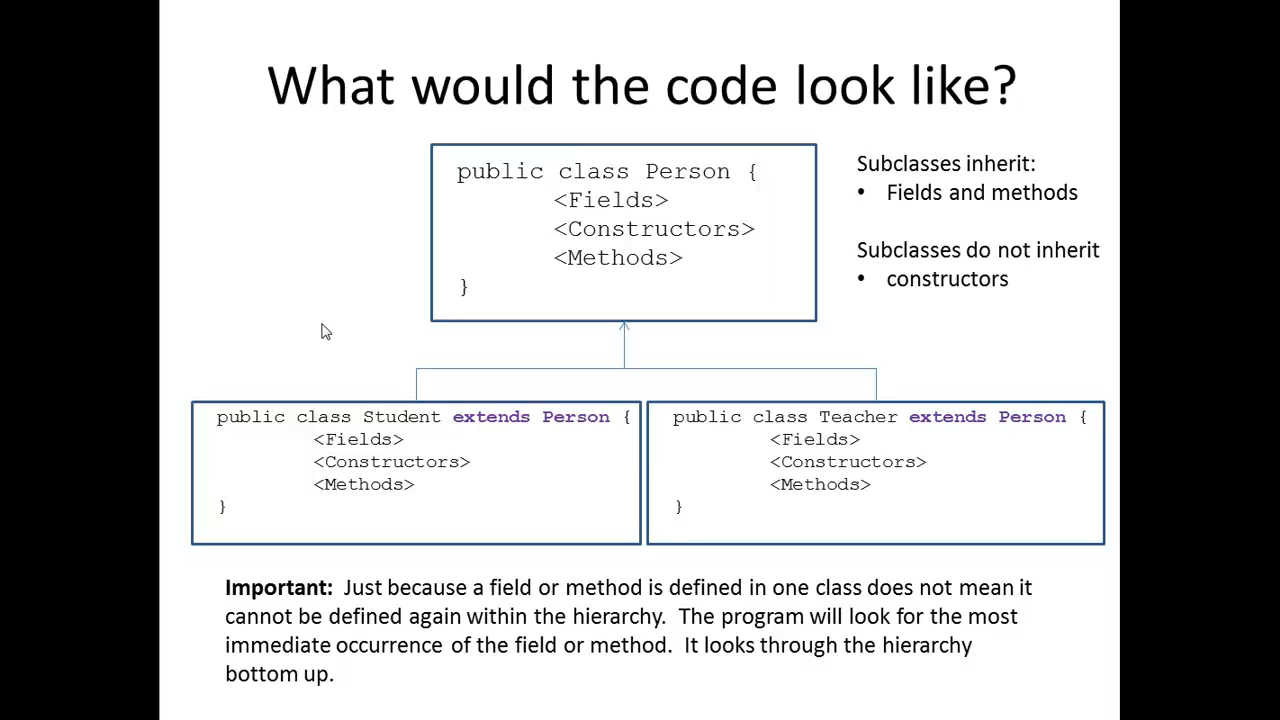 What would the code look like?
public class Person {
<Fields>
<Constructors>
<Methods>
}
Subclasses inherit:
• Fields and methods
Subclasses do not inherit
• constructors
public class Student extends Person {
<Fields>
<Constructors>
<Methods>
}
public class Teacher extends Person {
<Fields>
<Constructors>
<Methods>
}
Important: Just because a field or method is defined in one class does not mean it
cannot be defined again within the hierarchy. The program will look for the most
immediate occurrence of the field or method. It looks through the hierarchy
bottom up.